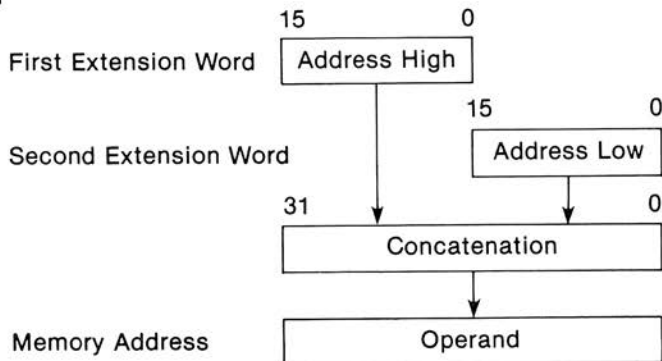 15 0
First Extension Word Address High
15 0
Second Extension Word Address Low
31 0
Concatenation
Memory Address Operand